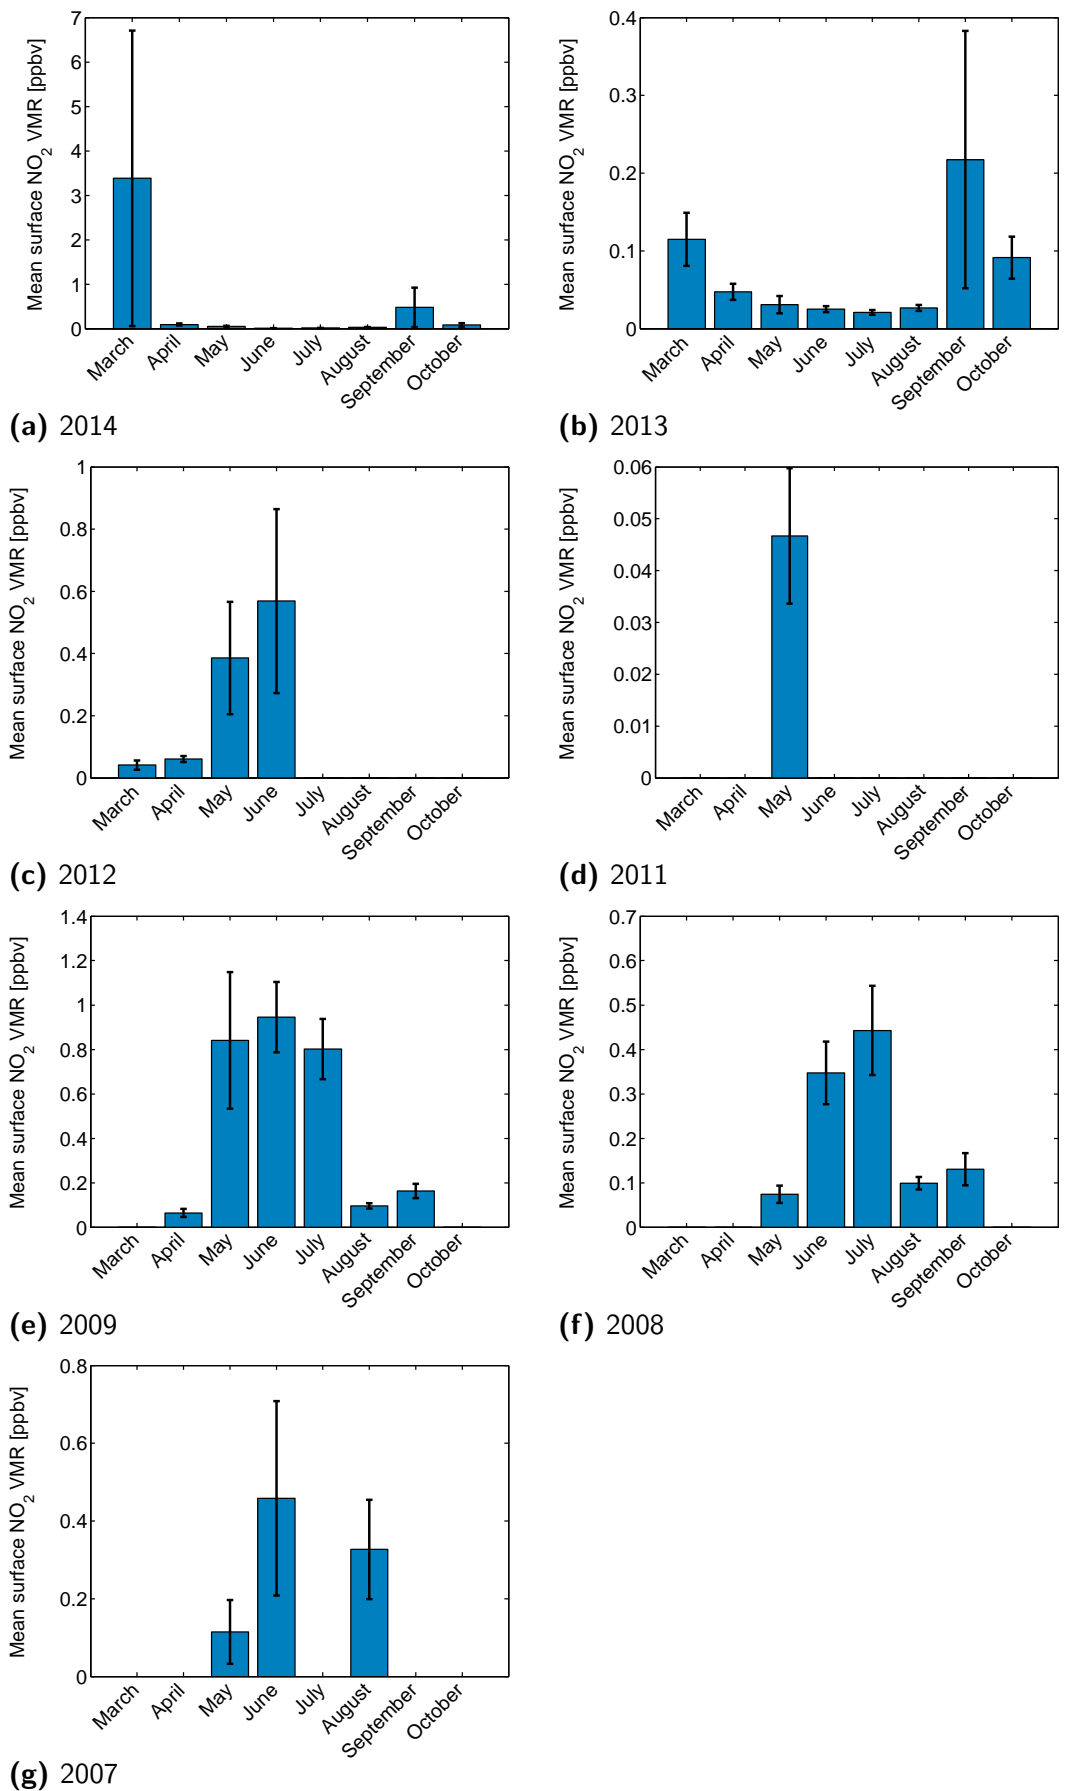 Mean surface NO2 VMR [ppbv]
7
6
5
4
3
2
1
0
March April May June July August September October
(a) 2014
Mean surface NO2 VMR [ppbv]
0.4
0.3
0.2
0.1
0
March April May June July August September October
(b) 2013
Mean surface NO2 VMR [ppbv]
1
0.8
0.6
0.4
0.2
0
March April May June July August September October
(c) 2012
Mean surface NO2 VMR [ppbv]
0.06
0.05
0.04
0.03
0.02
0.01
0
March April May June July August September October
(d) 2011
Mean surface NO2 VMR [ppbv]
1.4
1.2
1
0.8
0.6
0.4
0.2
0
March April May June July August September October
(e) 2009
Mean surface NO2 VMR [ppbv]
0.7
0.6
0.5
0.4
0.3
0.2
0.1
0
March April May June July August September October
(f) 2008
Mean surface NO2 VMR [ppbv]
0.8
0.6
0.4
0.2
0
March April May June July August September October
(g) 2007